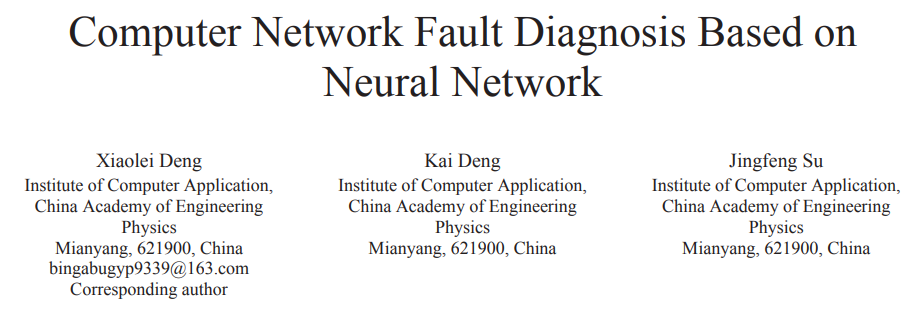 Computer Network Fault Diagnosis Based on
Neural Network
Xiaolei Deng
Institute of Computer Application,
China Academy of Engineering
Physics
Mianyang, 621900, China
bingabugyp9339@163.com
Corresponding author
Kai Deng
Institute of Computer Application,
China Academy of Engineering
Physics
Mianyang, 621900, China
Jingfeng Su
Institute of Computer Application,
China Academy of Engineering
Physics
Mianyang, 621900, China